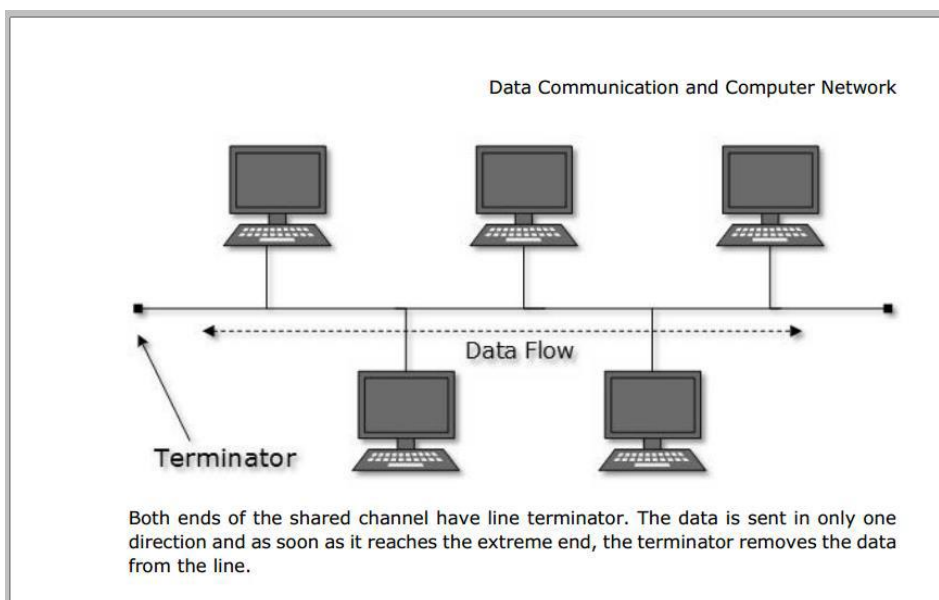 Data Communication and Computer Network
Data Flow
Terminator
Both ends of the shared channel have line terminator. The data is sent in only one
direction and as soon as it reaches the extreme end, the terminator removes the data
from the line.